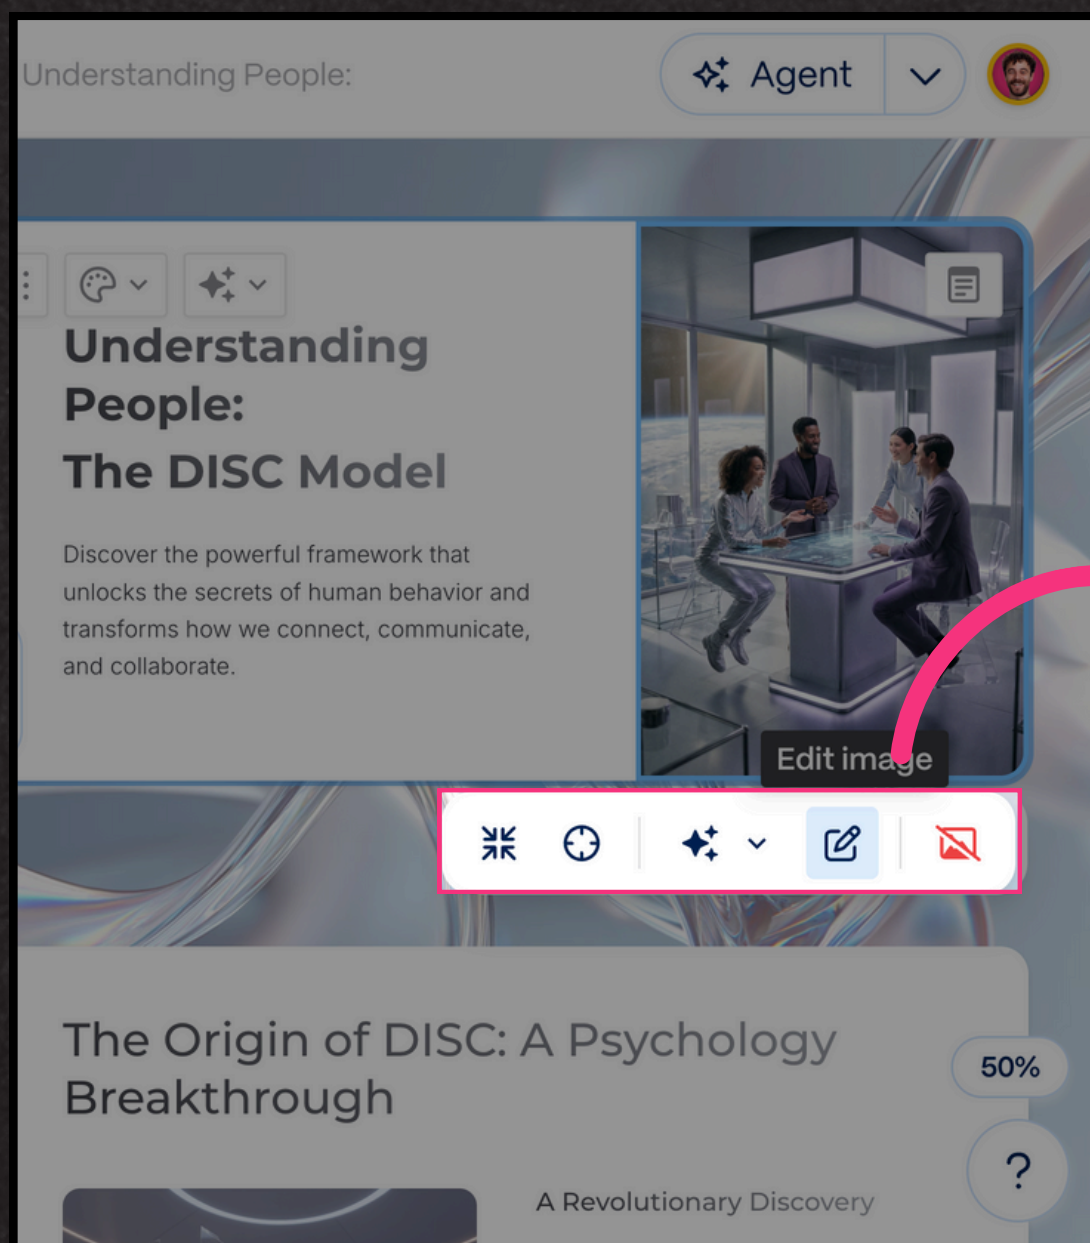 Understanding People:
Agent
Understanding
People:
The DISC Model
Discover the powerful framework that
unlocks the secrets of human behavior and
transforms how we connect, communicate,
and collaborate.
Edit image
The Origin of DISC: A Psychology
Breakthrough
50%
?
A Revolutionary Discovery